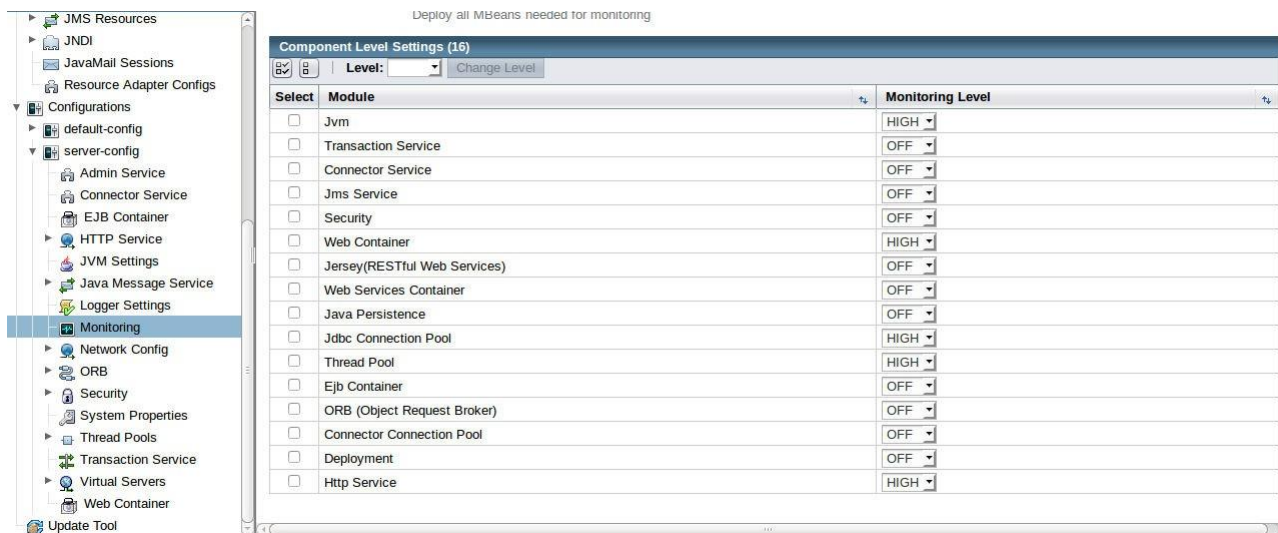 JMS Resources
JNDI
JavaMail Sessions
Resource Adapter Configs
Configurations
default-config
server-config
Admin Service
Connector Service
EJB Container
HTTP Service
JVM Settings
Java Message Service
Logger Settings
Monitoring
Network Config
ORB
Security
System Properties
Thread Pools
Transaction Service
Virtual Servers
Web Container
Update Tool
Deploy all MBeans needed for monitoring
Component Level Settings (16)
Level: Change Level
Select Module Monitoring Level
Jvm HIGH
Transaction Service OFF
Connector Service OFF
Jms Service OFF
Security OFF
Web Container HIGH
Jersey(RESTful Web Services) OFF
Web Services Container OFF
Java Persistence OFF
Jdbc Connection Pool HIGH
Thread Pool HIGH
Ejb Container OFF
ORB (Object Request Broker) OFF
Connector Connection Pool OFF
Deployment OFF
Http Service HIGH